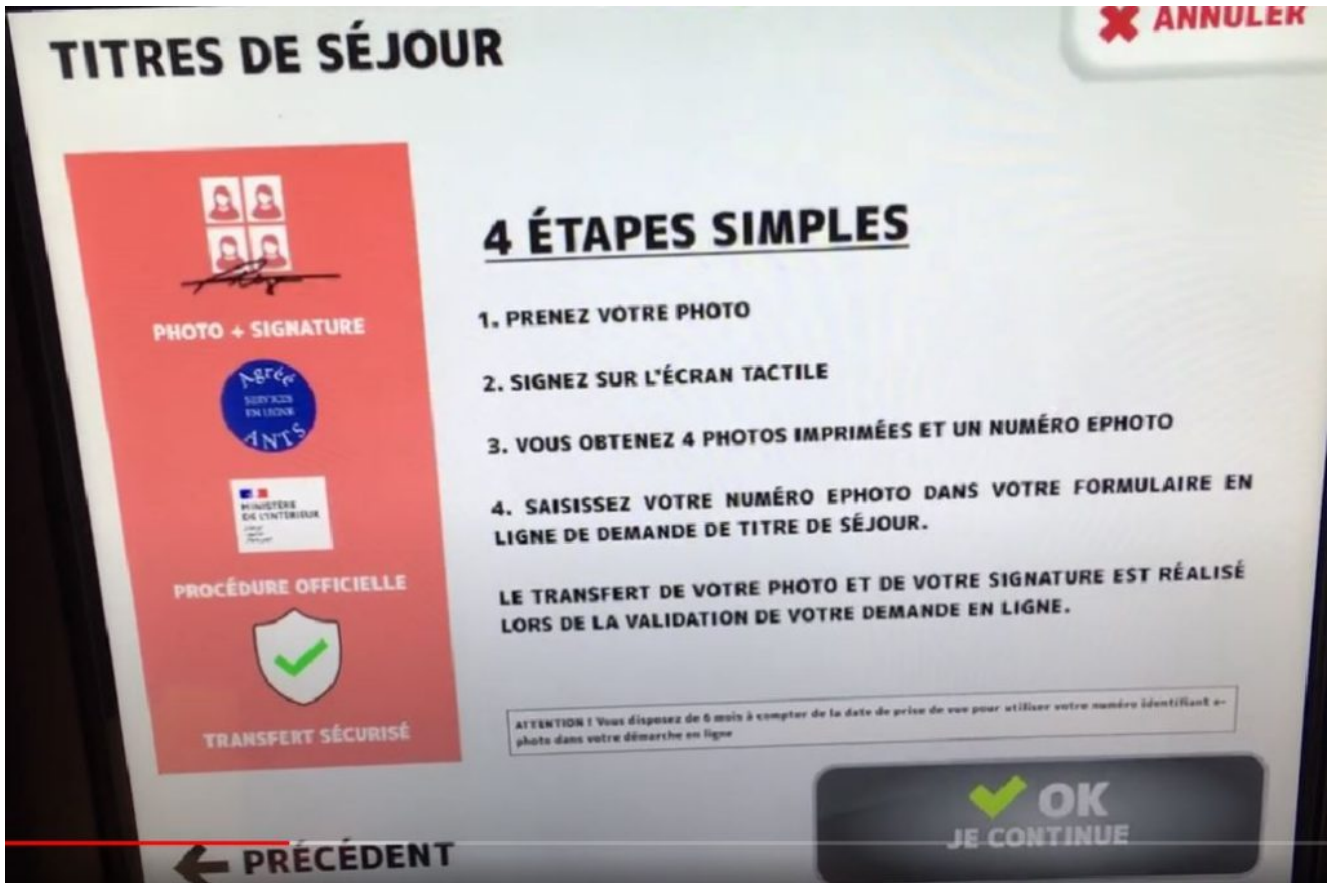 TITRES DE SÉJOUR
ANNULER
PHOTO + SIGNATURE
Agréé
SERVICES
EN LIGNE
ANTS
MINISTÈRE
DE L'INTÉRIEUR
PROCÉDURE OFFICIELLE
TRANSFERT SÉCURISÉ
4 ÉTAPES SIMPLES
1. PRENEZ VOTRE PHOTO
2. SIGNEZ SUR L'ÉCRAN TACTILE
3. VOUS OBTENEZ 4 PHOTOS IMPRIMÉES ET UN NUMÉRO EPHOTO
4. SAISISSEZ VOTRE NUMÉRO EPHOTO DANS VOTRE FORMULAIRE EN
LIGNE DE DEMANDE DE TITRE DE SÉJOUR.
LE TRANSFERT DE VOTRE PHOTO ET DE VOTRE SIGNATURE EST RÉALISÉ
LORS DE LA VALIDATION DE VOTRE DEMANDE EN LIGNE.
ATTENTION ! Vous disposez de 6 mois à compter de la date de prise de vue pour utiliser votre numéro identifiant e-
photo dans votre démarche en ligne
OK
JE CONTINUE
PRÉCÉDENT